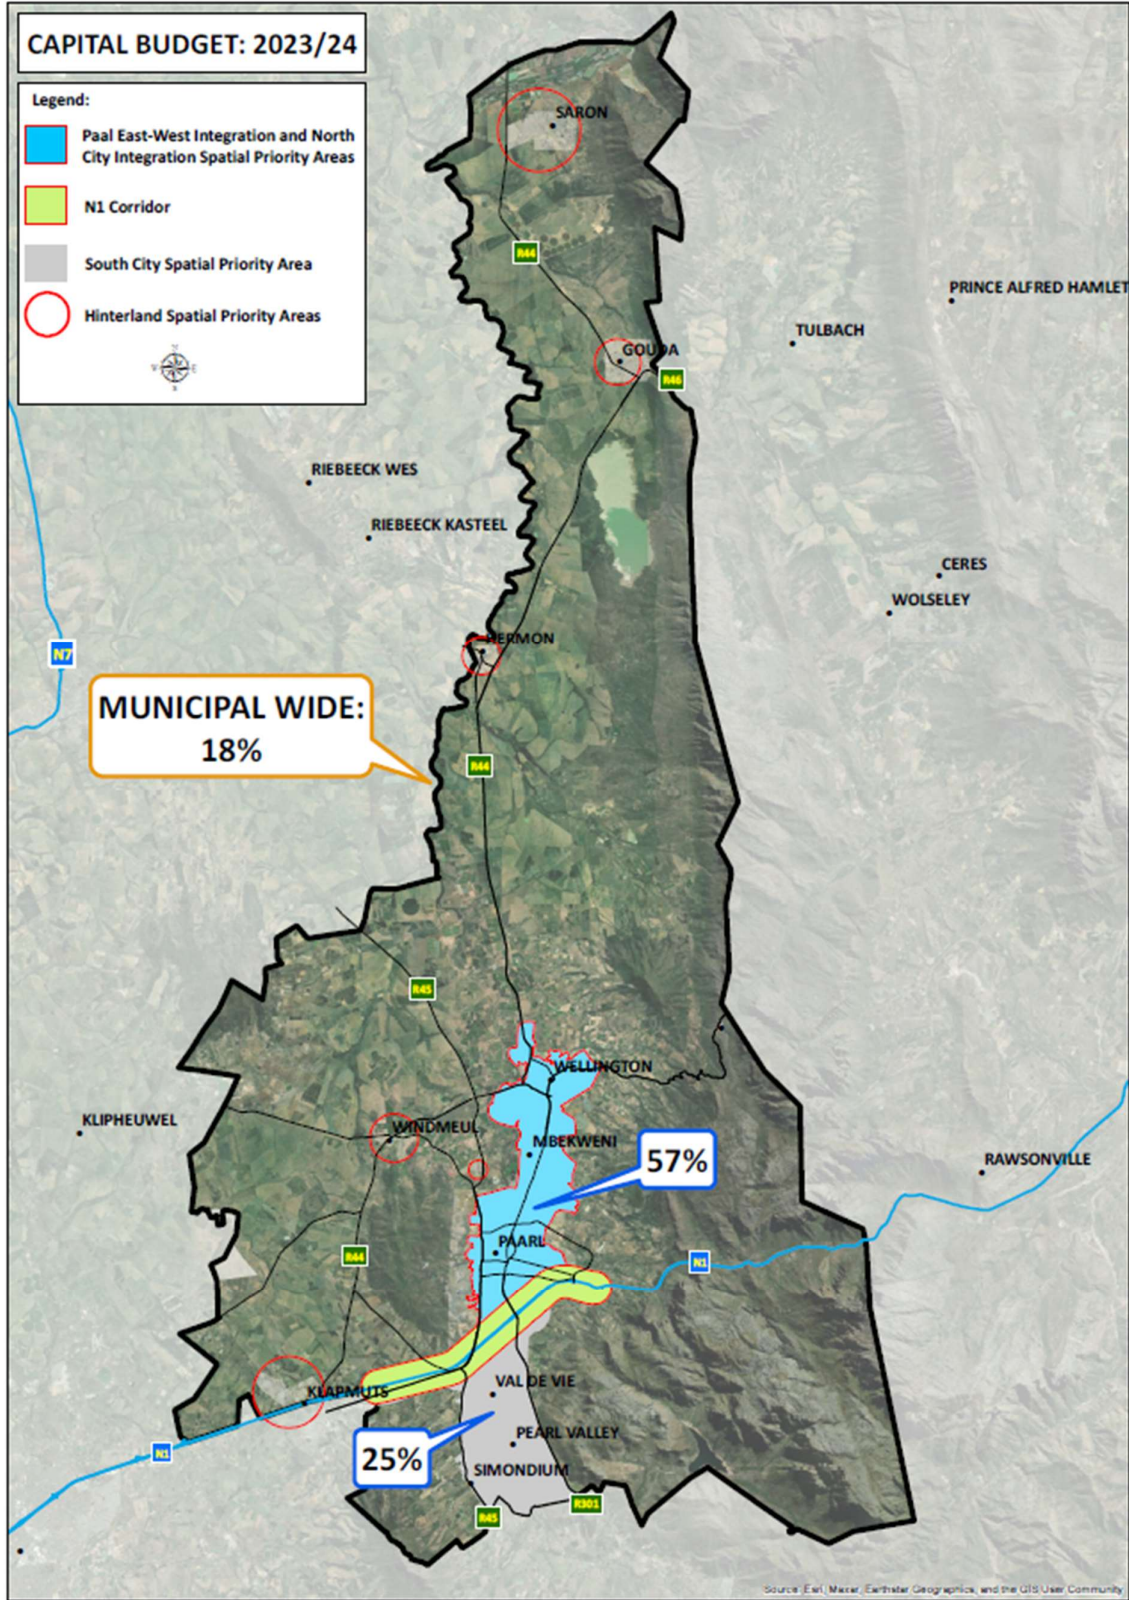 CAPITAL BUDGET: 2023/24
Legend:
Paal East-West Integration and North
City Integration Spatial Priority Areas
N1 Corridor
South City Spatial Priority Area
Hinterland Spatial Priority Areas
N
W E
S
SARON
R44
PRINCE ALFRED HAMLET
TULBACH
GOUDA
R46
RIEBEECK WES
RIEBEECK KASTEEL
CERES
WOLSELEY
HERMON
N7
MUNICIPAL WIDE:
18%
R44
R45
WELLINGTON
KLIPHEUWEL
WINDMEUL
MBEKWENI
57%
RAWSONVILLE
PAARL
R44
N1
KLAPMUTS
VAL DE VIE
PEARL VALLEY
25%
N1
SIMONDIUM
R301
R45
Source: Esri, Maxar, Earthstar Geographics, and the GIS User Community